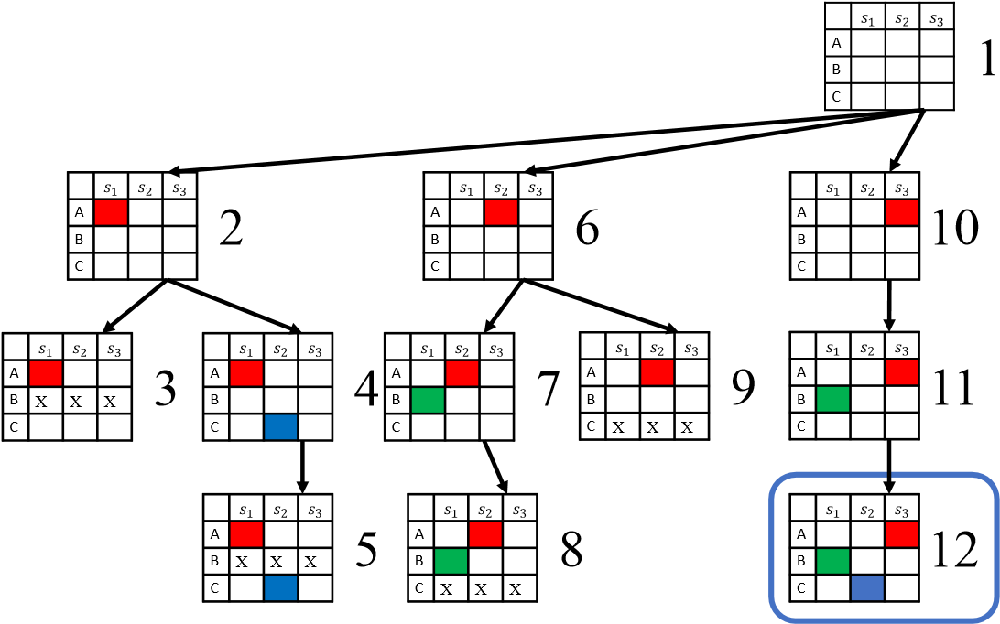 s₁ s₂ s₃
A
B
C
1
s₁ s₂ s₃
A
B
C
2
s₁ s₂ s₃
A
B
C
6
s₁ s₂ s₃
A
B
C
10
s₁ s₂ s₃
A
B X X X
C
3
s₁ s₂ s₃
A
B
C
4
s₁ s₂ s₃
A
B
C
7
s₁ s₂ s₃
A
B
C X X X
9
s₁ s₂ s₃
A
B
C
11
s₁ s₂ s₃
A
B X X X
C
5
s₁ s₂ s₃
A
B
C X X X
8
s₁ s₂ s₃
A
B
C
12